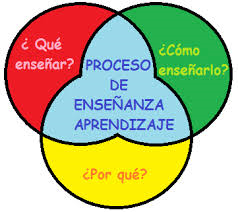 ¿ Qué
enseñar?
¿Cómo
enseñarlo?
PROCESO
DE
ENSEÑANZA
APRENDIZAJE
¿Por qué?